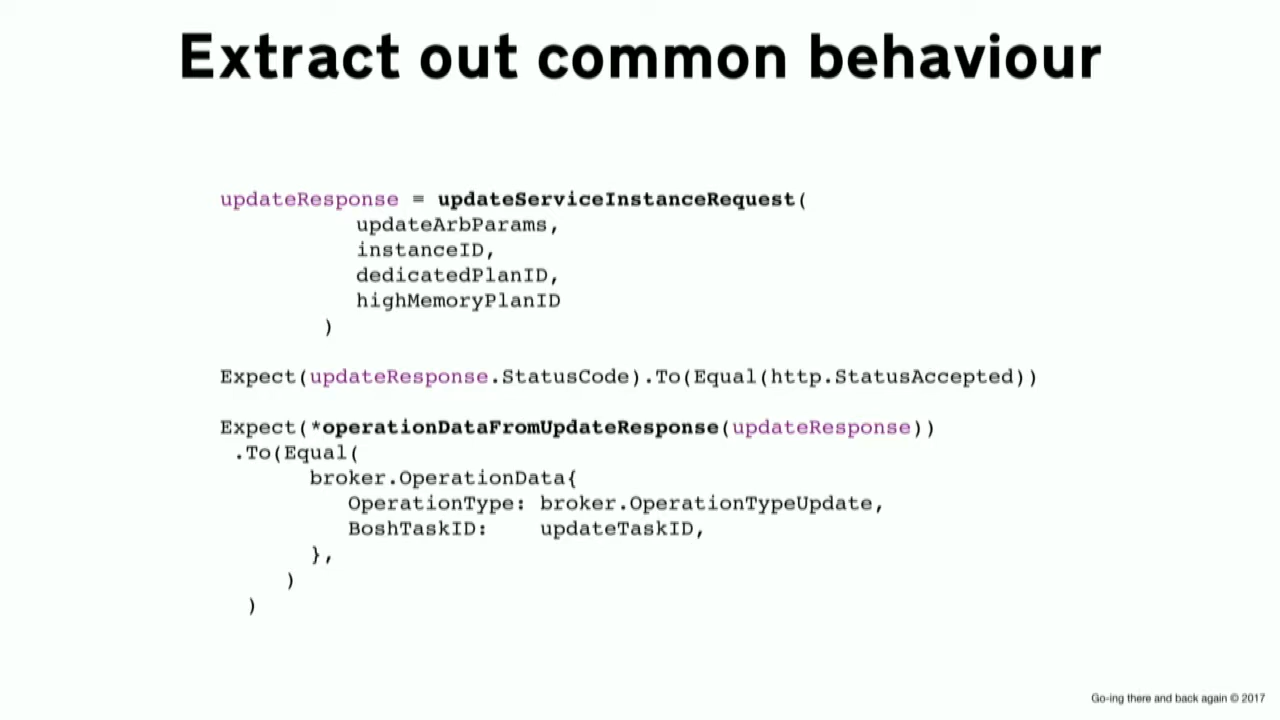 Extract out common behaviour
updateResponse = updateServiceInstanceRequest(
updateArbParams,
instanceID,
dedicatedPlanID,
highMemoryPlanID
)
Expect(updateResponse.StatusCode).To(Equal(http.StatusAccepted))
Expect(*operationDataFromUpdateResponse(updateResponse))
.To(Equal(
broker.OperationData{
OperationType: broker.OperationTypeUpdate,
BoshTaskID: updateTaskID,
},
)
)
Go-ing there and back again © 2017